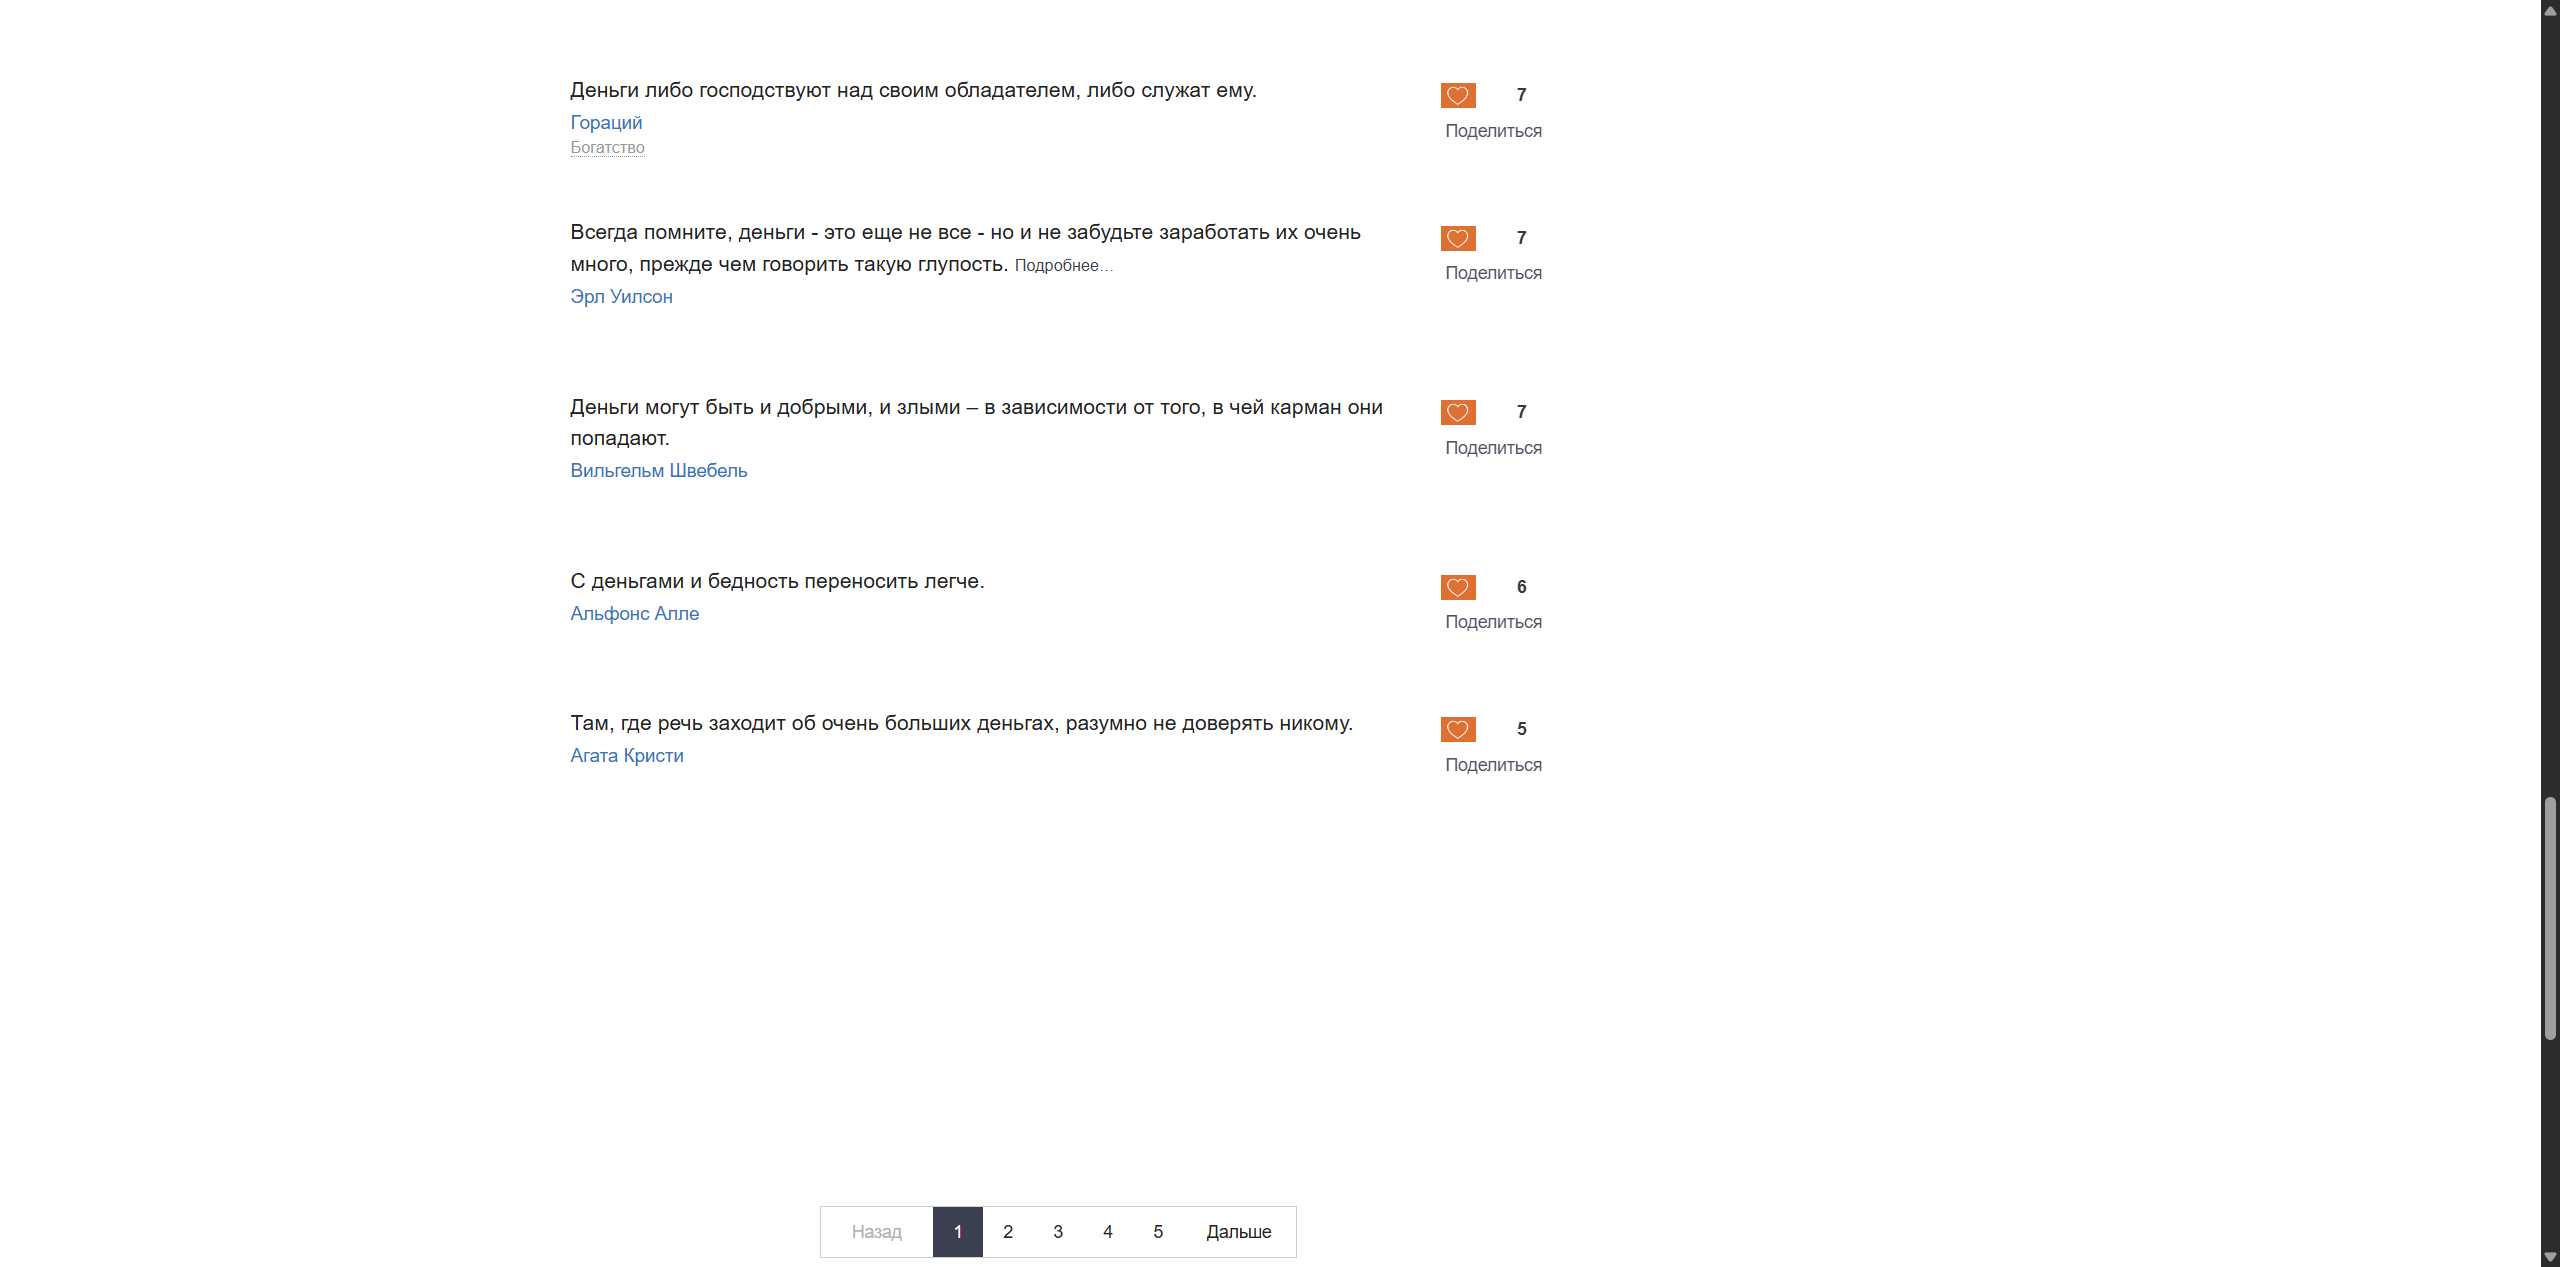 Деньги либо господствуют над своим обладателем, либо служат ему.
7
Гораций
Поделиться
Богатство
Всегда помните, деньги - это еще не все - но и не забудьте заработать их очень
7
много, прежде чем говорить такую глупость. Подробнее...
Поделиться
Эрл Уилсон
Деньги могут быть и добрыми, и злыми – в зависимости от того, в чей карман они
7
попадают.
Поделиться
Вильгельм Швебель
С деньгами и бедность переносить легче.
6
Альфонс Алле
Поделиться
Там, где речь заходит об очень больших деньгах, разумно не доверять никому.
5
Агата Кристи
Поделиться
Назад 1 2 3 4 5 Дальше